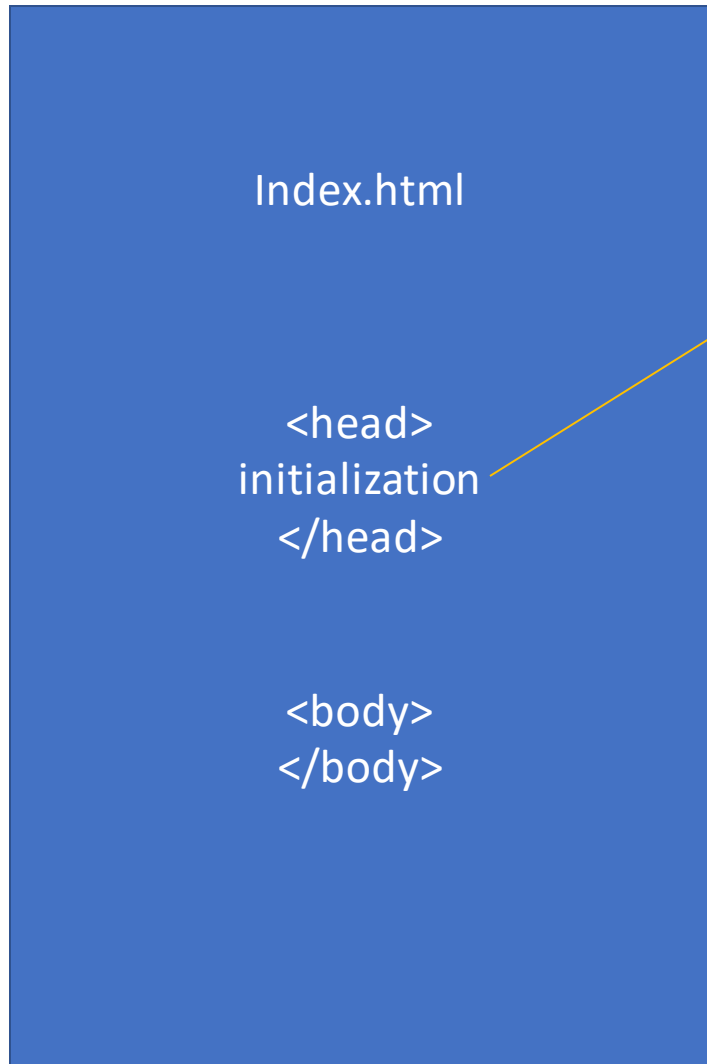 Index.html
<head>
initialization
</head>
<body>
</body>